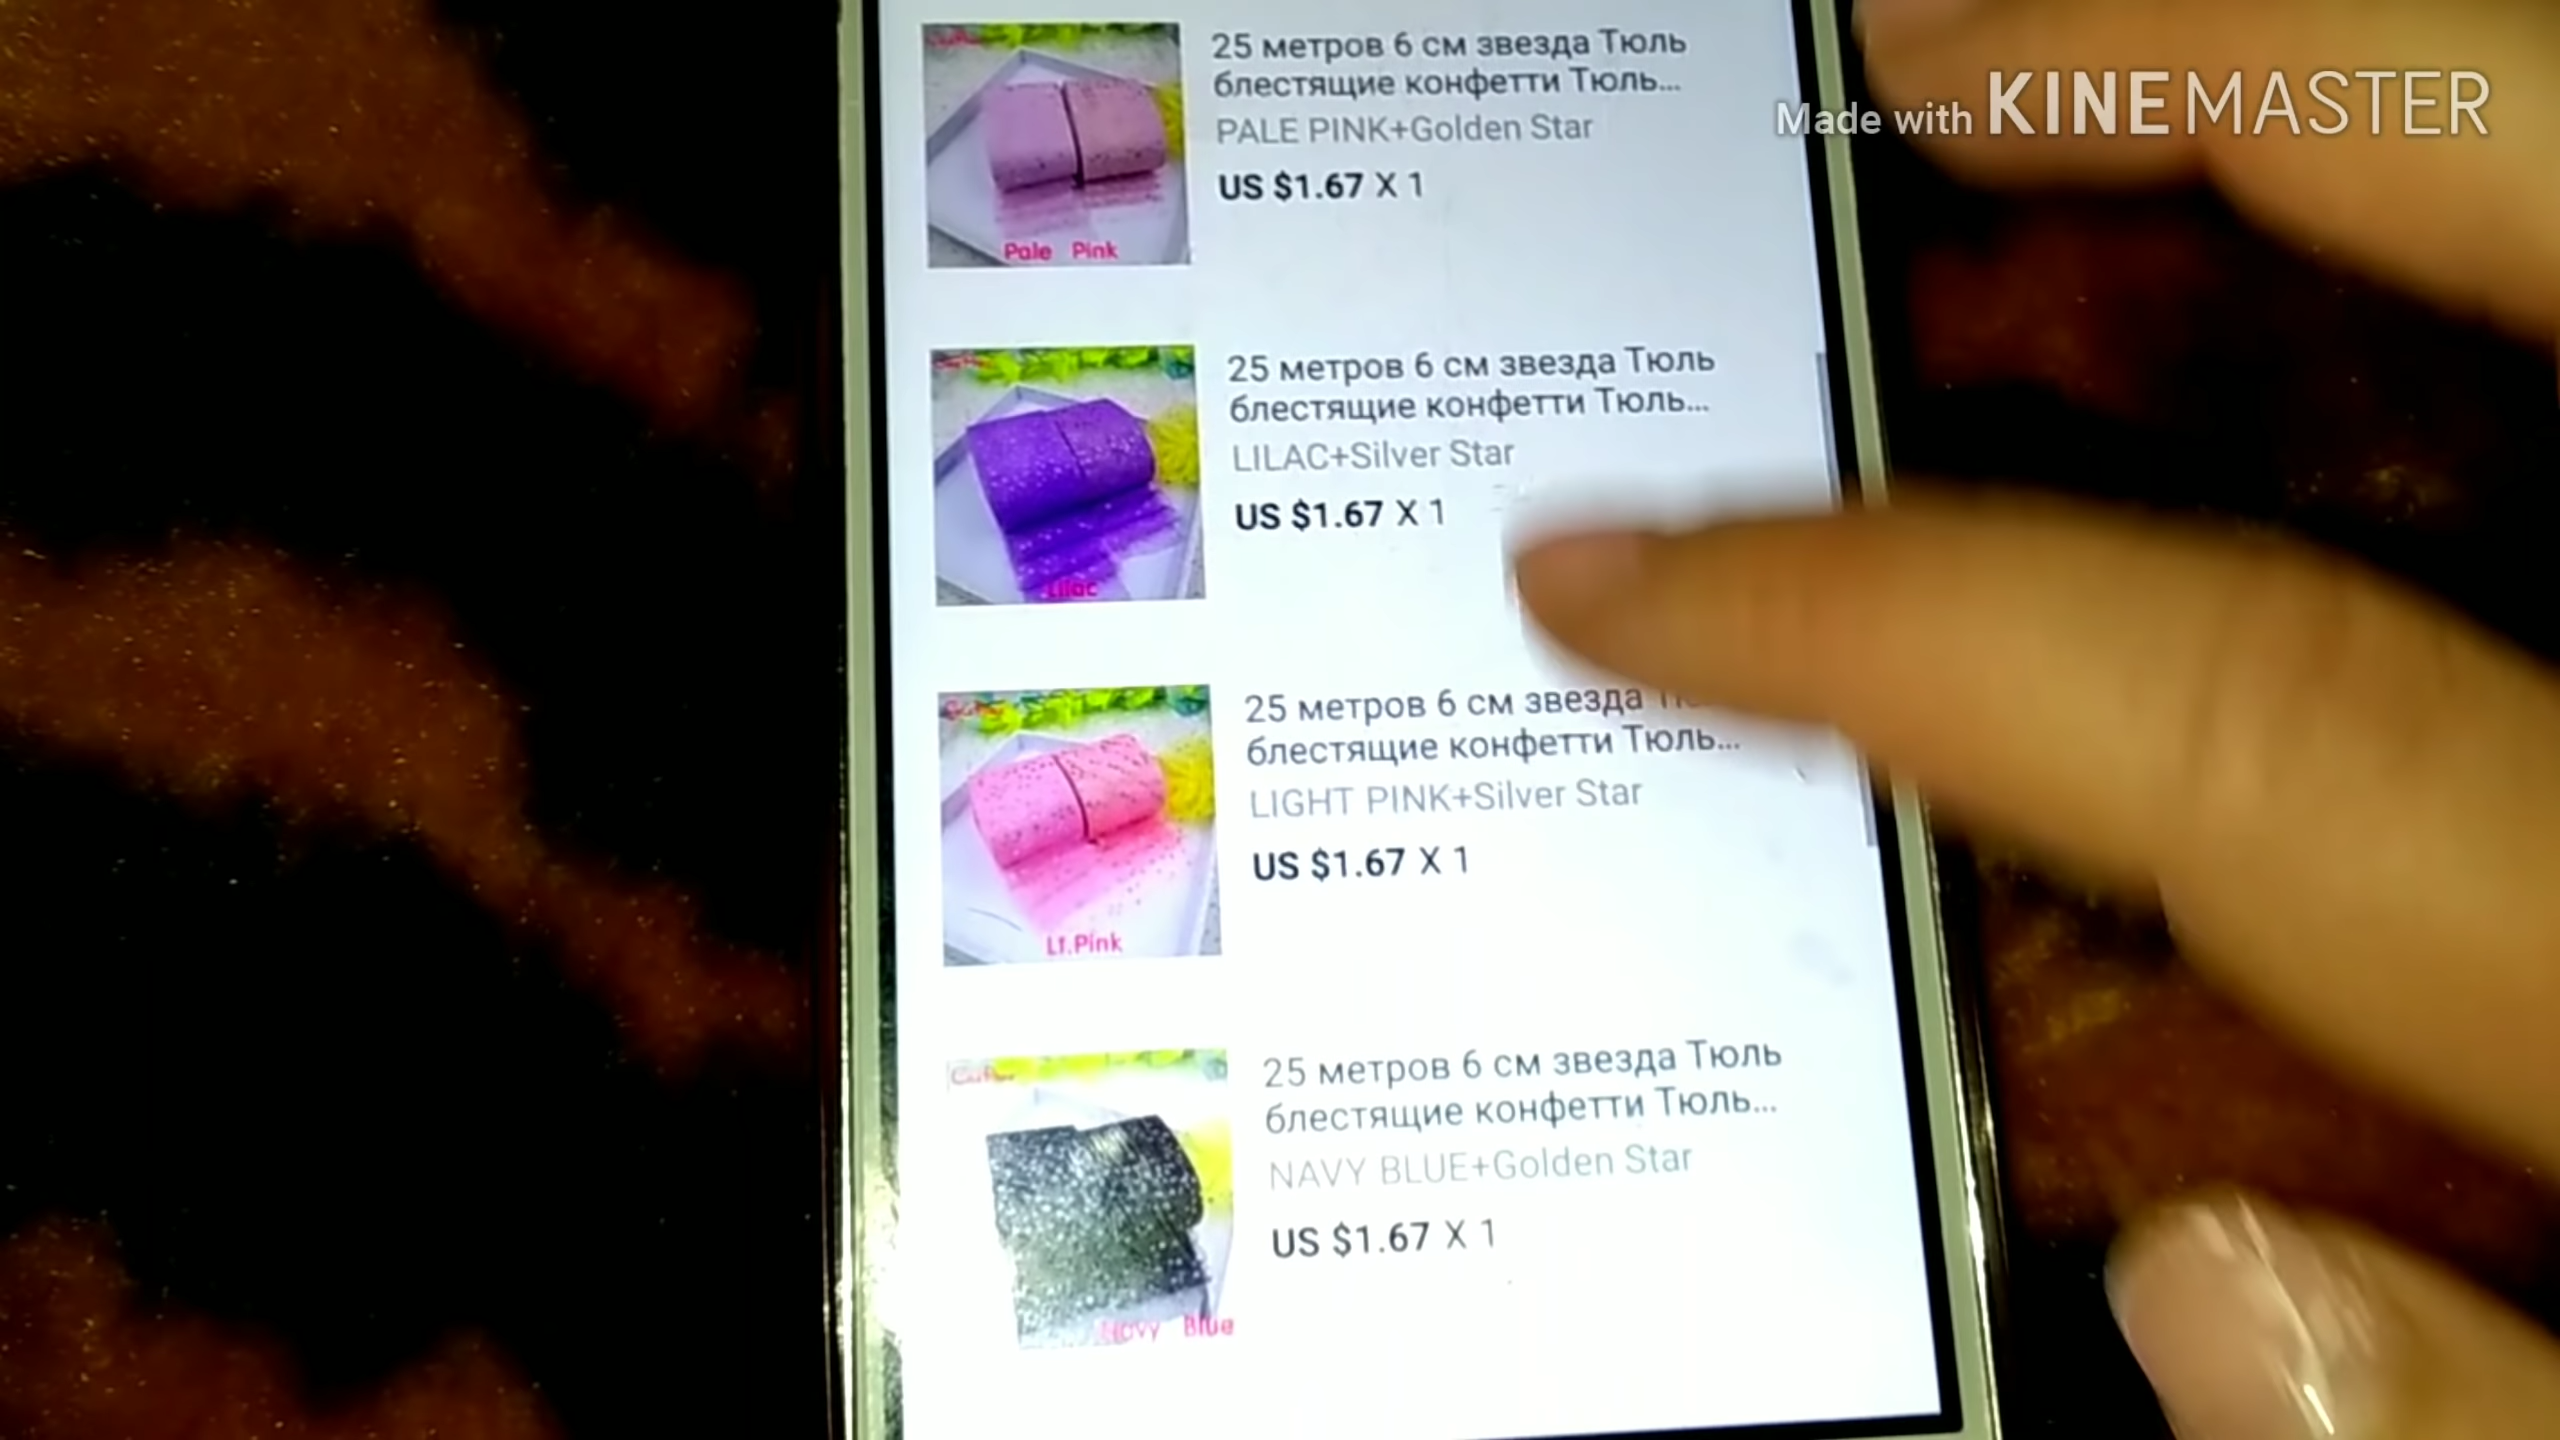 25 метров 6 см звезда Тюль
блестящие конфетти Тюль...
PALE PINK+Golden Star
US $1.67 X 1
Pale Pink
Made with KINEMASTER
25 метров 6 см звезда Тюль
блестящие конфетти Тюль...
LILAC+Silver Star
US $1.67 X 1
Lilac
25 метров 6 см звезда
блестящие конфетти Тюль...
LIGHT PINK+Silver Star
US $1.67 X 1
Lt.Pink
25 метров 6 см звезда Тюль
блестящие конфетти Тюль...
NAVY BLUE+Golden Star
US $1.67 X 1
Navy Blue